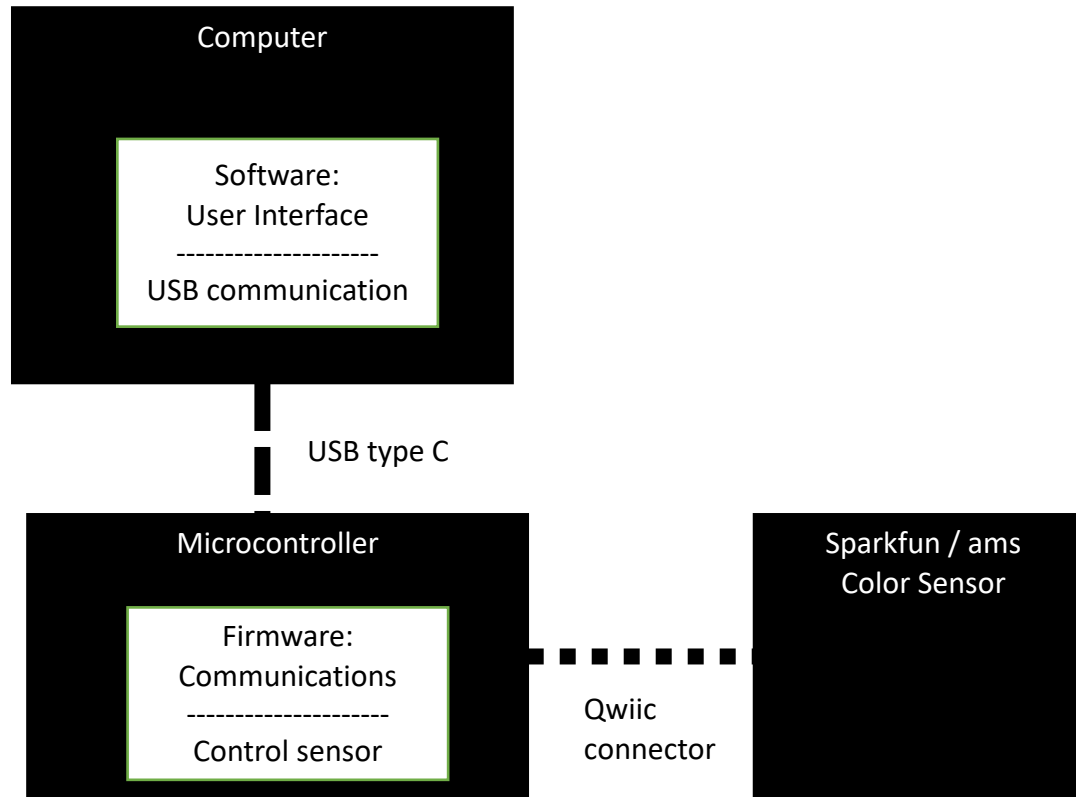 Computer
Software:
User Interface
---------------------
USB communication
USB type C
Microcontroller
Firmware:
Communications
---------------------
Control sensor
Sparkfun / ams
Color Sensor
Qwiic
connector